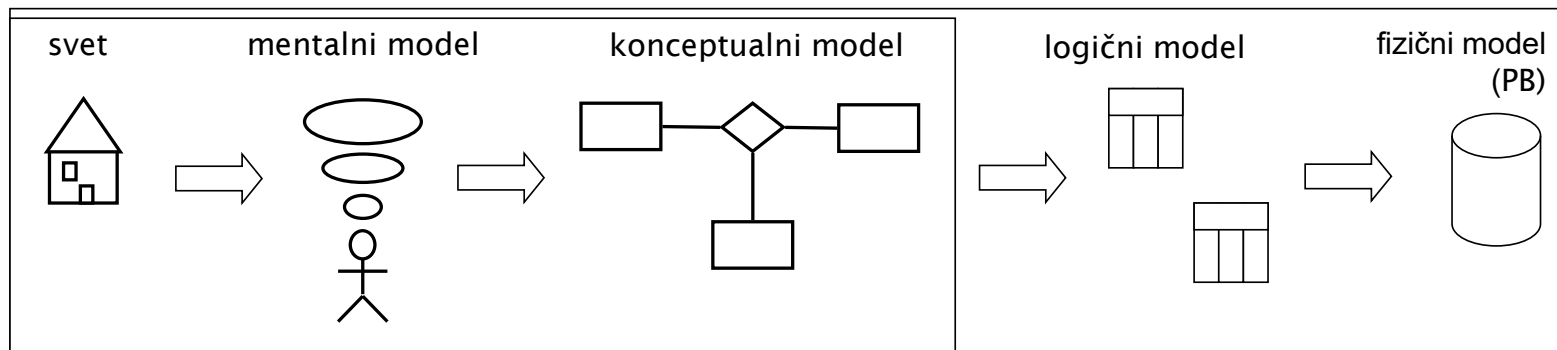 svet
mentalni model
konceptualni model
logični model
fizični model
(PB)